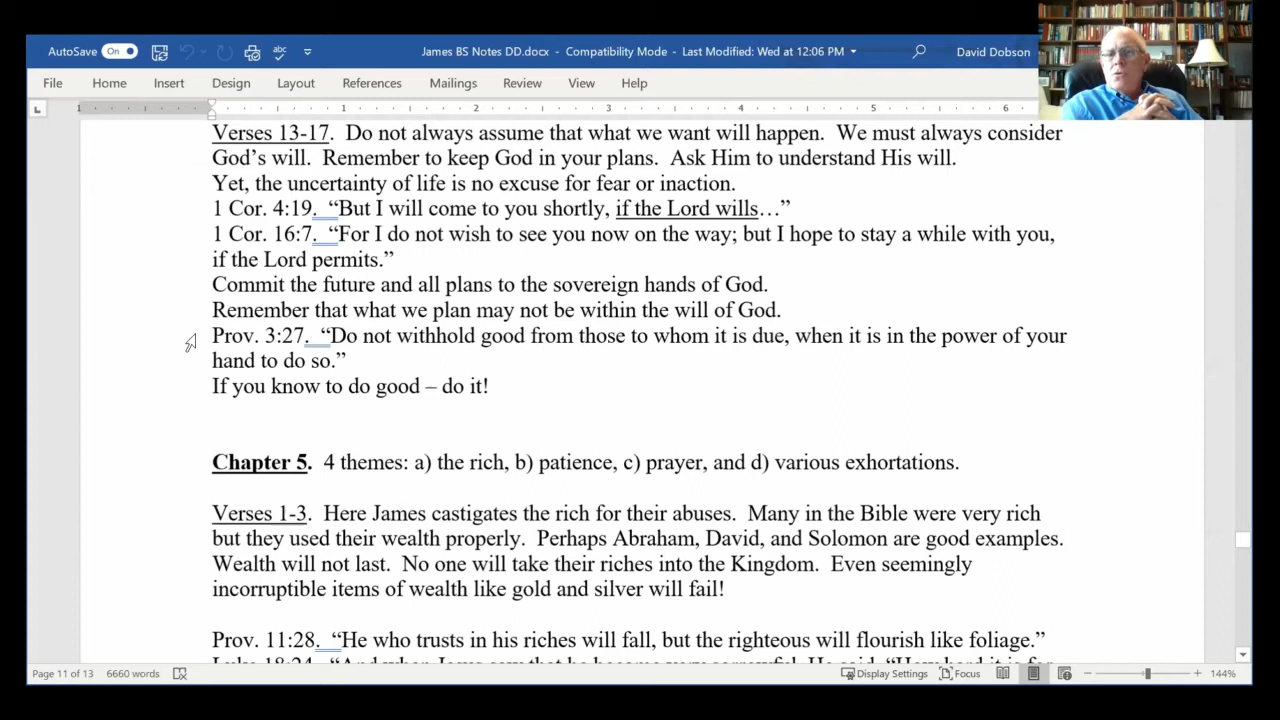 AutoSave On
abc
James BS Notes DD.docx - Compatibility Mode - Last Modified: Wed at 12:06 PM
David Dobson
File Home Insert Design Layout References Mailings Review View Help
1 1 2 3 4 5 6
Verses 13-17. Do not always assume that what we want will happen. We must always consider
God’s will. Remember to keep God in your plans. Ask Him to understand His will.
Yet, the uncertainty of life is no excuse for fear or inaction.
1 Cor. 4:19. “But I will come to you shortly, if the Lord wills…”
1 Cor. 16:7. “For I do not wish to see you now on the way; but I hope to stay a while with you,
if the Lord permits.”
Commit the future and all plans to the sovereign hands of God.
Remember that what we plan may not be within the will of God.
Prov. 3:27. “Do not withhold good from those to whom it is due, when it is in the power of your
hand to do so.”
If you know to do good – do it!
Chapter 5. 4 themes: a) the rich, b) patience, c) prayer, and d) various exhortations.
Verses 1-3. Here James castigates the rich for their abuses. Many in the Bible were very rich
but they used their wealth properly. Perhaps Abraham, David, and Solomon are good examples.
Wealth will not last. No one will take their riches into the Kingdom. Even seemingly
incorruptible items of wealth like gold and silver will fail!
Prov. 11:28. “He who trusts in his riches will fall, but the righteous will flourish like foliage.”
Page 11 of 13 6660 words Display Settings Focus 144%